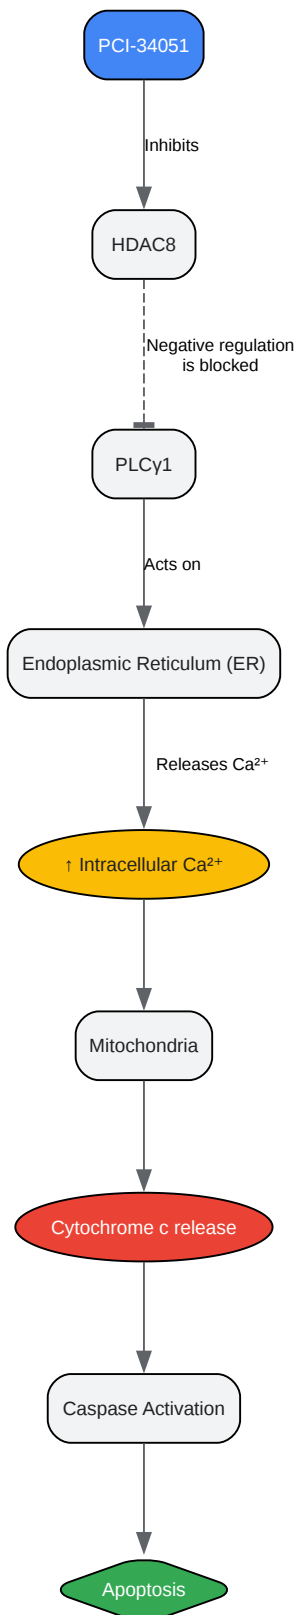 PCI-34051
Inhibits
HDAC8
Negative regulation
is blocked
PLCγ1
Acts on
Endoplasmic Reticulum (ER)
Releases Ca²⁺
↑ Intracellular Ca²⁺
Mitochondria
Cytochrome c release
Caspase Activation
Apoptosis